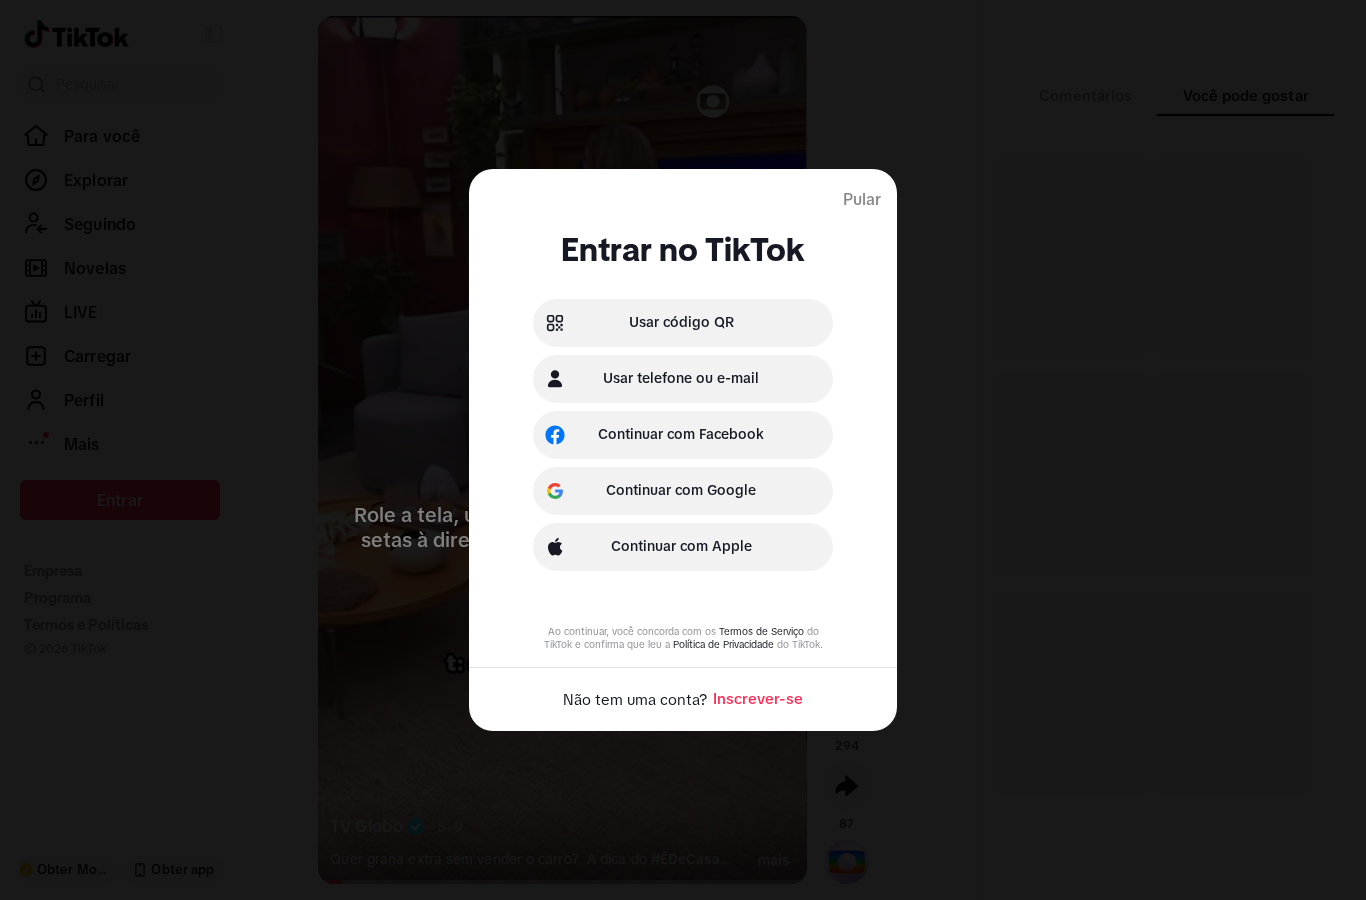 TikTok
Pesquisar
Para você
Explorar
Seguindo
Novelas
LIVE
Carregar
Perfil
Mais
Entrar
Empresa
Programa
Termos e Políticas
© 2026 TikTok
Obter Mo...
Obter app
Role a tela,
setas à dire
TV Globo
Quer grana extra sem vender o carro? A dica do #ÉDeCasa...
mais
294
87
Comentários
Você pode gostar
Pular
Entrar no TikTok
Usar código QR
Usar telefone ou e-mail
Continuar com Facebook
Continuar com Google
Continuar com Apple
Ao continuar, você concorda com os Termos de Serviço do
TikTok e confirma que leu a Política de Privacidade do TikTok.
Não tem uma conta? Inscrever-se